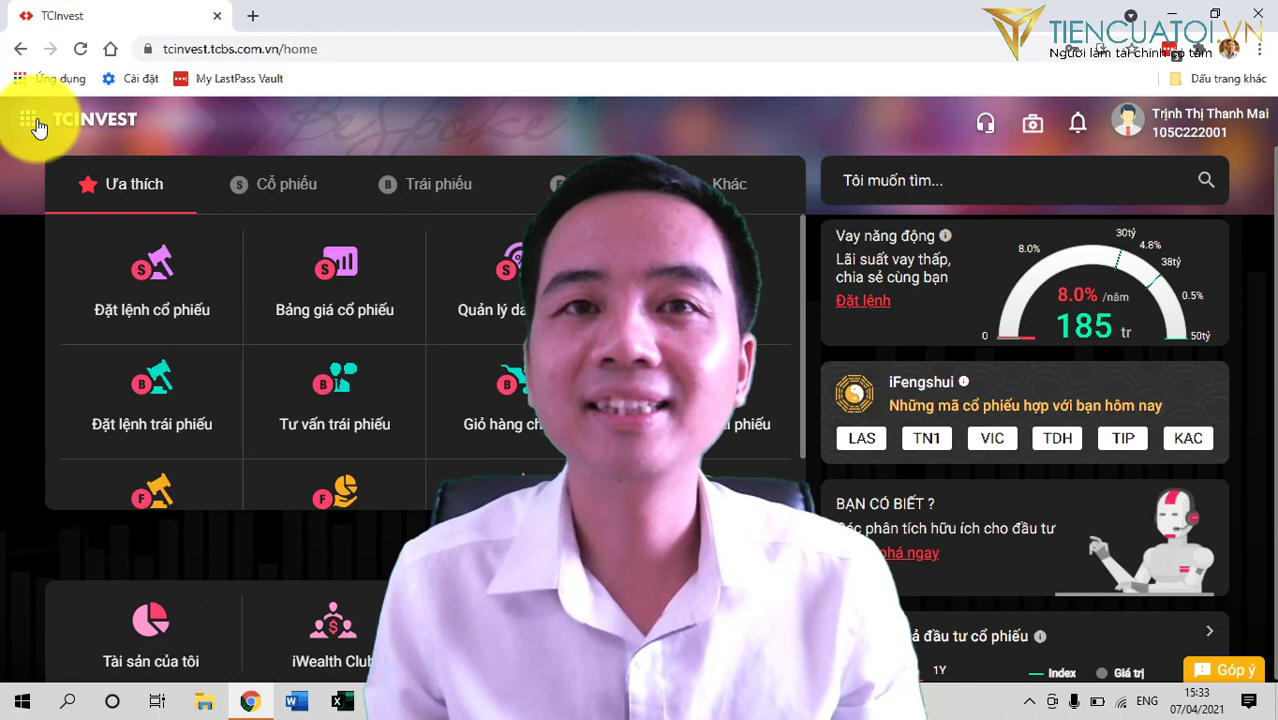 TCInvest
TIENCUATOI.VN
Người làm tài chính có tâm
tcinvest.tcbs.com.vn/home
Ứng dụng
Cài đặt
My LastPass Vault
Dấu trang khác
TCINVEST
Trịnh Thị Thanh Mai
105C222001
Ưa thích
Cổ phiếu
Trái phiếu
Khác
Tôi muốn tìm...
Đặt lệnh cổ phiếu
Bảng giá cổ phiếu
Quản lý da
Đặt lệnh trái phiếu
Tư vấn trái phiếu
Giỏ hàng ch
i phiếu
Vay năng động
Lãi suất vay thấp,
chia sẻ cùng bạn
Đặt lệnh
8.0%
30tỷ
4.8%
38tỷ
0.5%
8.0% /năm
185 tr
0
50tỷ
iFengshui
Những mã cổ phiếu hợp với bạn hôm nay
LAS
TN1
VIC
TDH
TIP
KAC
BẠN CÓ BIẾT ?
Các phân tích hữu ích cho đầu tư
phá ngay
Tài sản của tôi
iWealth Club
ả đầu tư cổ phiếu
1Y
Index
Giá trị
Góp ý
ENG
15:33
07/04/2021